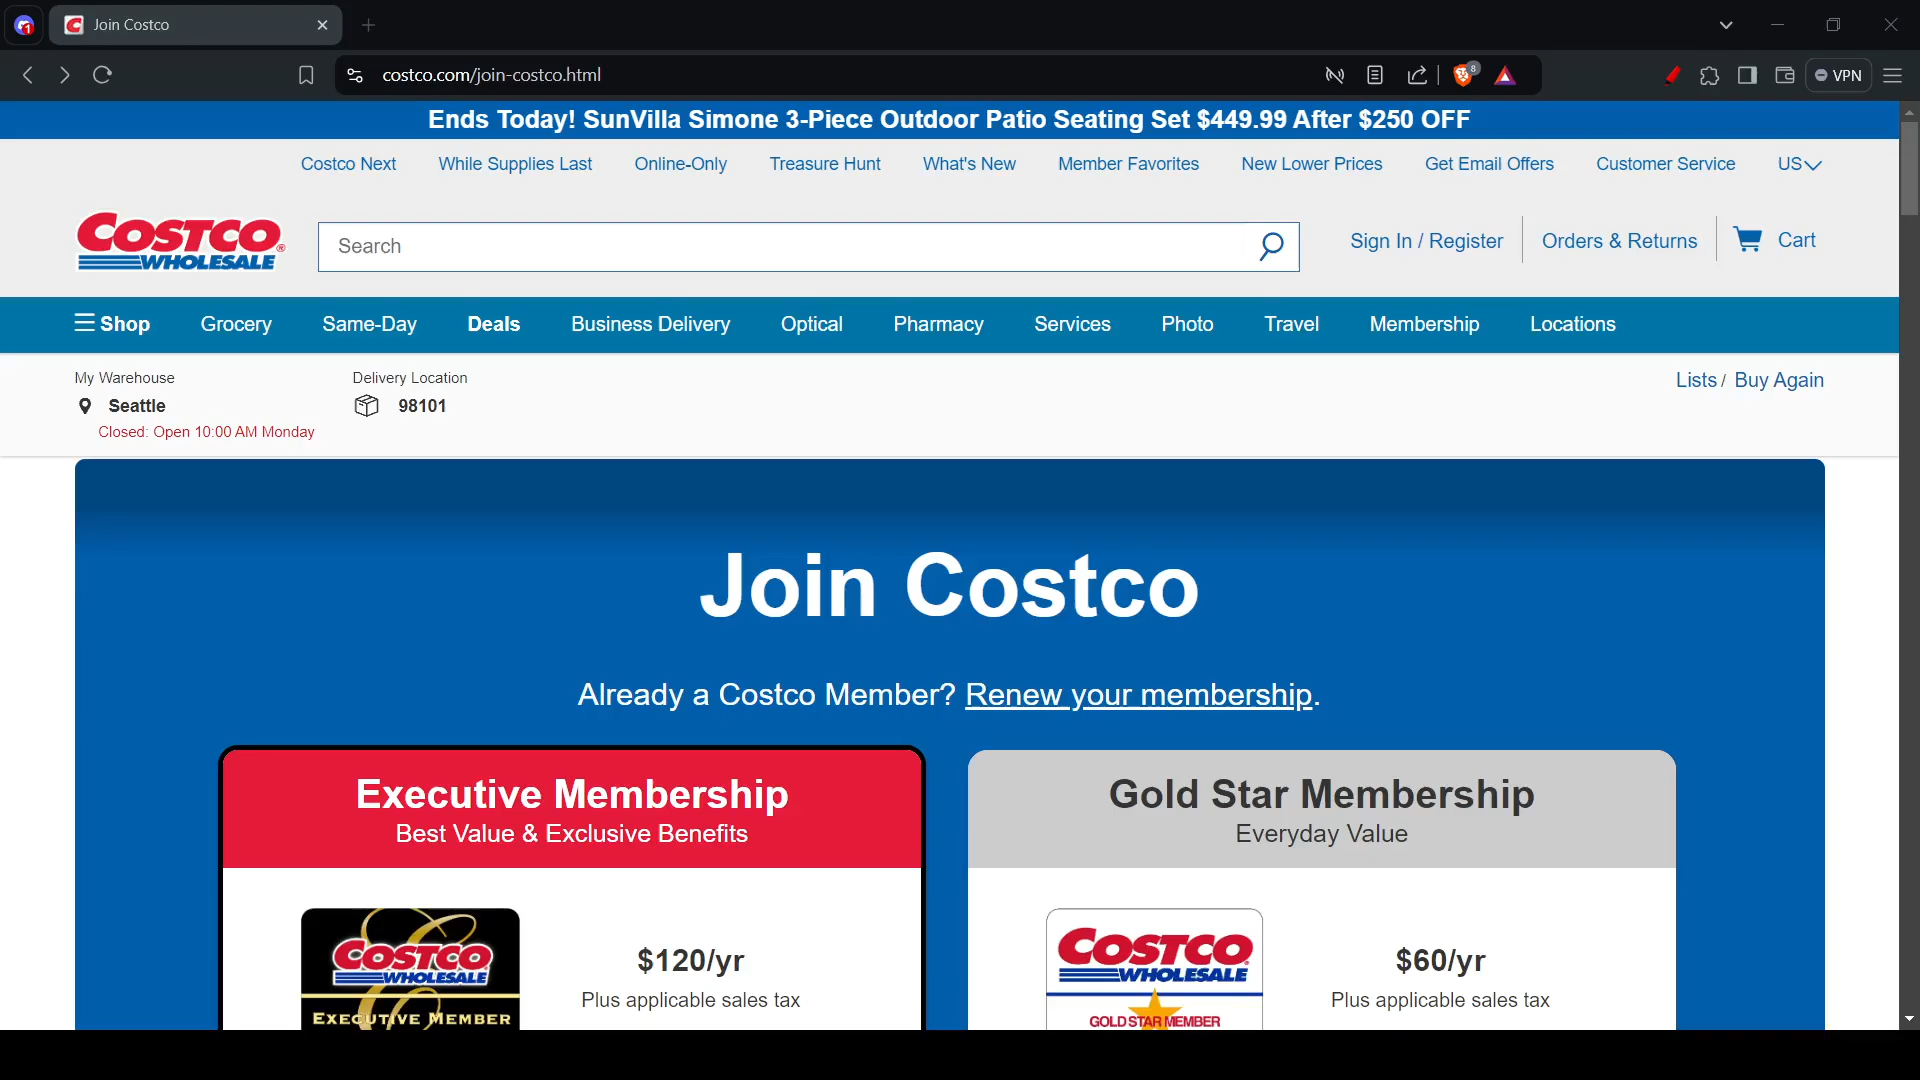 1
Join Costco
costco.com/join-costco.html
8
VPN
Ends Today! SunVilla Simone 3-Piece Outdoor Patio Seating Set $449.99 After $250 OFF
Costco Next While Supplies Last Online-Only Treasure Hunt What's New Member Favorites New Lower Prices Get Email Offers Customer Service US
COSTCO
WHOLESALE
Search
Sign In / Register Orders & Returns Cart
Shop Grocery Same-Day Deals Business Delivery Optical Pharmacy Services Photo Travel Membership Locations
My Warehouse Delivery Location
Seattle 98101
Closed: Open 10:00 AM Monday
Lists / Buy Again
Join Costco
Already a Costco Member? Renew your membership.
Executive Membership
Best Value & Exclusive Benefits
COSTCO
WHOLESALE
EXECUTIVE MEMBER
$120/yr
Plus applicable sales tax
Gold Star Membership
Everyday Value
COSTCO
WHOLESALE
GOLD STAR MEMBER
$60/yr
Plus applicable sales tax